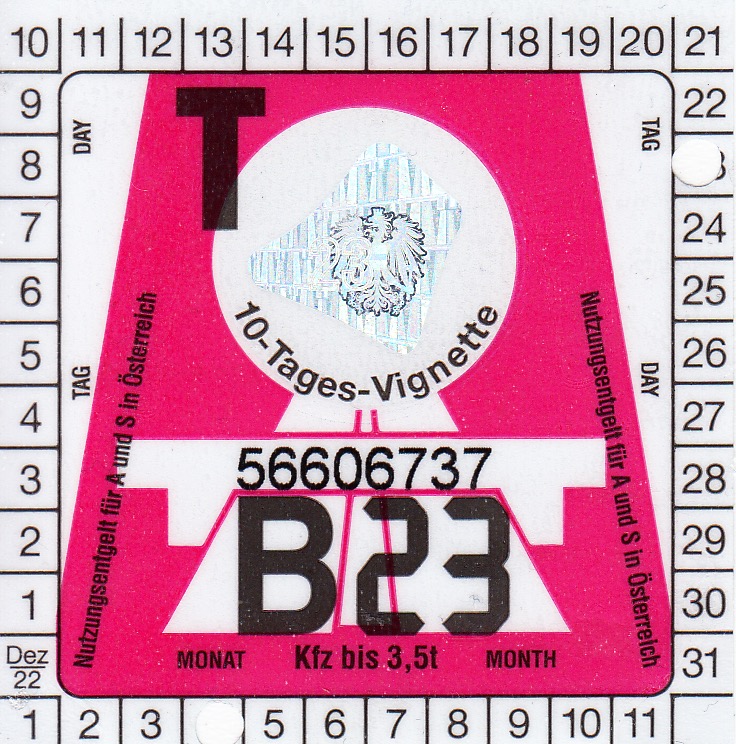 10 11 12 13 14 15 16 17 18 19 20 21
9 22
8
7 24
6 25
5 26
4 27
3 28
2 29
1 30
Dez 22 31
1 2 3 5 6 7 8 9 10 11
DAY
TAG
T
TAG
DAY
23
10-Tages-Vignette
Nutzungsentgelt für A und S in Österreich
Nutzungsentgelt für A und S in Österreich
56606737
B 23
MONAT Kfz bis 3,5t MONTH